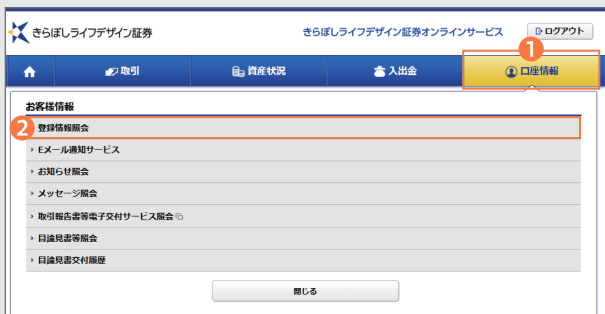 きらぼしライフデザイン証券
きらぼしライフデザイン証券オンラインサービス
ログアウト
1
取引
資産状況
入出金
口座情報
お客様情報
2
登録情報照会
Eメール通知サービス
お知らせ照会
メッセージ照会
取引報告書等電子交付サービス照会
目論見書等照会
目論見書交付履歴
閉じる